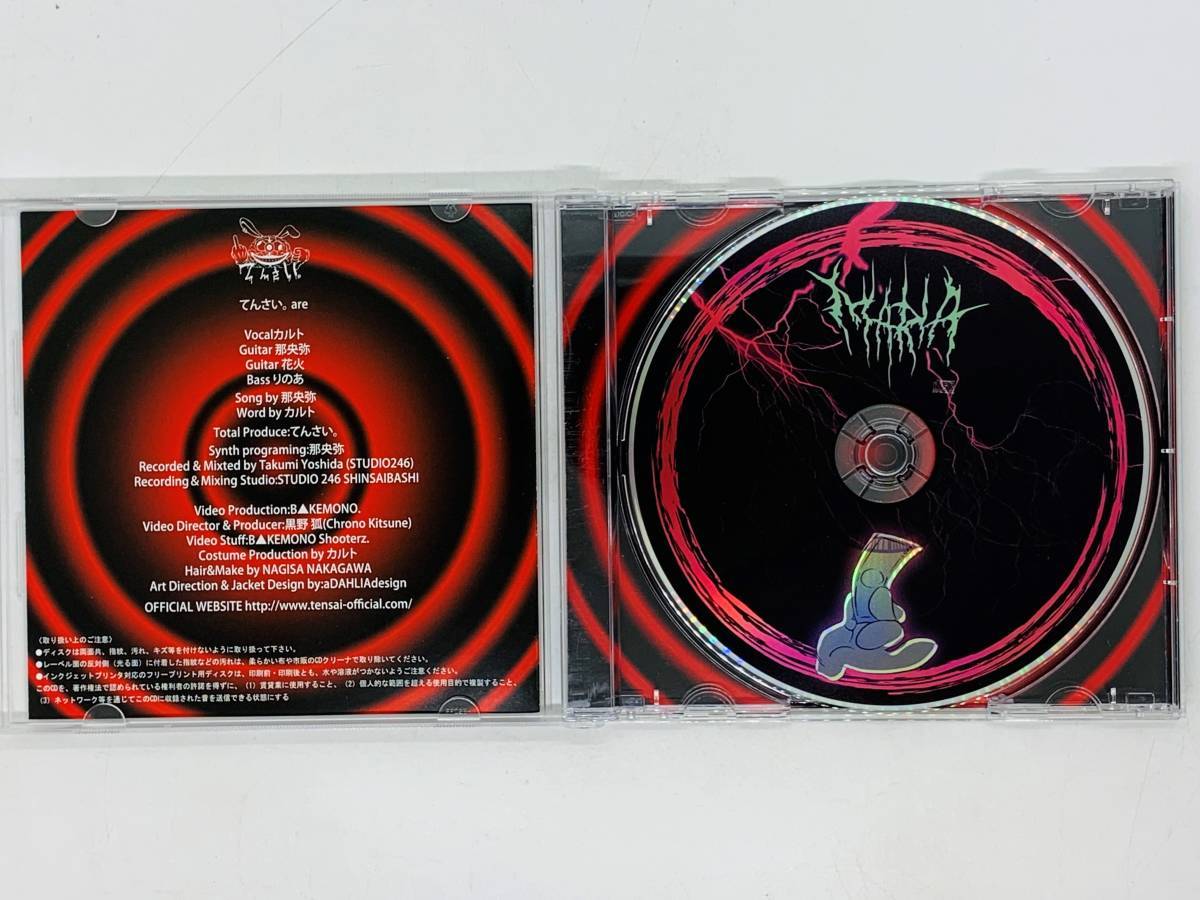 てんさい。
てんさい。are
Vocalカルト
Guitar 那央弥
Guitar 花火
Bass りのあ
Song by 那央弥
Word by カルト
Total Produce:てんさい。
Synth programing:那央弥
Recorded & Mixted by Takumi Yoshida (STUDIO246)
Recording & Mixing Studio:STUDIO 246 SHINSAIBASHI
Video Production:B▲KEMONO.
Video Director & Producer:黒野 狐(Chrono Kitsune)
Video Stuff:B▲KEMONO Shooterz.
Costume Production by カルト
Hair&Make by NAGISA NAKAGAWA
Art Direction & Jacket Design by:aDAHLIAdesign
OFFICIAL WEBSITE http://www.tensai-official.com/
〈取り扱い上のご注意〉
●ディスクは両面共、指紋、汚れ、キズ等を付けないように取り扱って下さい。
●レーベル面の反対側（光る面）に付着した指紋などの汚れは、柔らかい布や市販のCDクリーナで取り除いてください。
●インクジェットプリンタ対応のフリープリント用ディスクは、印刷前・印刷後とも、水や溶液がつかないようご注意ください。
このCDを、著作権法で認められている権利者の許諾を得ずに、（1）賃貸業に使用すること、（2）個人的な範囲を超える使用目的で複製すること、
（3）ネットワーク等を通じてこのCDに収録された音を送信できる状態にする